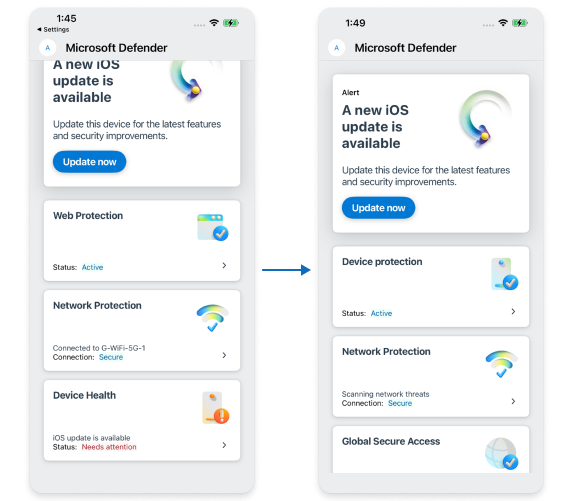 1:45
◄ Settings
A
Microsoft Defender
A new iOS
update is
available
Update this device for the latest features
and security improvements.
Update now
Web Protection
Status: Active
Network Protection
Connected to G-WiFi-5G-1
Connection: Secure
Device Health
iOS update is available
Status: Needs attention
1:49
A
Microsoft Defender
Alert
A new iOS
update is
available
Update this device for the latest features
and security improvements.
Update now
Device protection
Status: Active
Network Protection
Scanning network threats
Connection: Secure
Global Secure Access